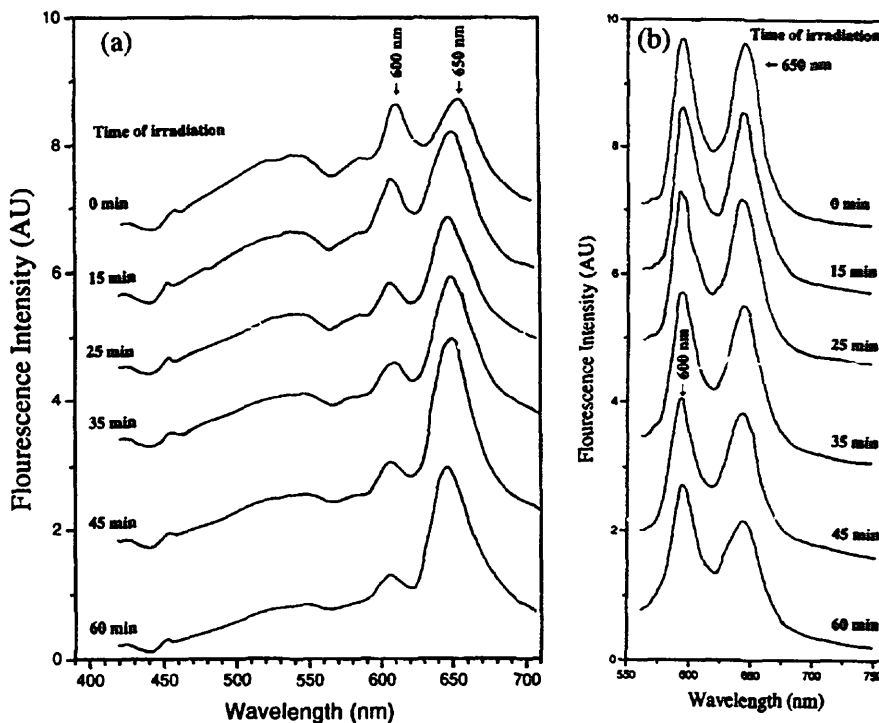 (a)
600 nm
650 nm
Time of irradiation
0 min
15 min
25 min
35 min
45 min
60 min
10
8
6
4
2
0
Flourescence Intensity (AU)
400 450 500 550 600 650 700
Wavelength (nm)
(b)
Time of irradiation
650 nm
0 min
15 min
25 min
600 nm
35 min
45 min
60 min
10
8
6
4
2
0
Flourescence Intensity (AU)
550 600 650 700 750
Wavelength (nm)